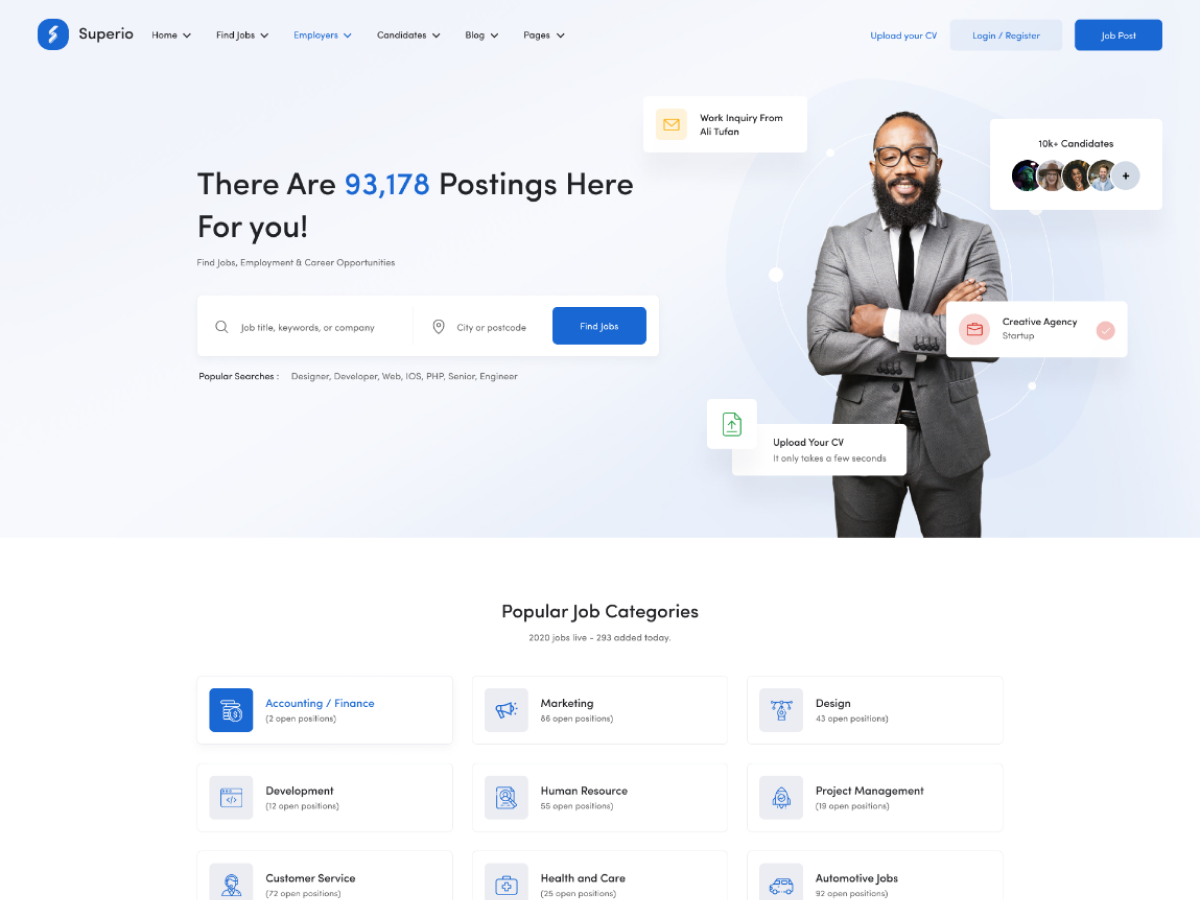 Superio
Home
Find Jobs
Employers
Candidates
Blog
Pages
Upload your CV
Login / Register
Job Post
Work Inquiry From
Ali Tufan
10k+ Candidates
+
There Are 93,178 Postings Here
For you!
Find Jobs, Employment & Career Opportunities
Job title, keywords, or company
City or postcode
Find Jobs
Popular Searches :
Designer, Developer, Web, IOS, PHP, Senior, Engineer
Creative Agency
Startup
Upload Your CV
It only takes a few seconds
Popular Job Categories
2020 jobs live - 293 added today.
Accounting / Finance
(2 open positions)
Marketing
86 open positions)
Design
43 open positions)
Development
(12 open positions)
Human Resource
55 open positions)
Project Management
(19 open positions)
Customer Service
(72 open positions)
Health and Care
(25 open positions)
Automotive Jobs
92 open positions)